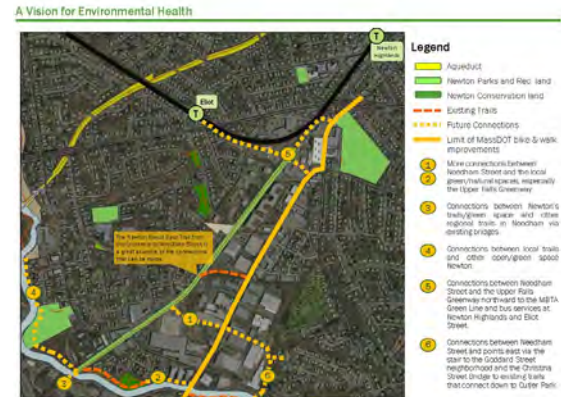 A Vision for Environmental Health
T
Newton
Highlands
Eliot
T
5
4
1
3
2
6
Legend
Aqueduct
Newton Parks and Rec land
Newton Conservation land
Existing Trails
Future Connections
Limit of MassDOT bike & walk
improvements
1
2
More connections between
Needham Street and the local
green/natural spaces, especially
the Upper Falls Greenway.
3
Connections between Newton's
trails/green space and other
regional trails in Needham via
existing bridges.
4
Connections between local trails
and other open/green space
Newton.
5
Connections between Needham
Street and the Upper Falls
Greenway northward to the MBTA
Green Line and bus services at
Newton Highlands and Eliot
Street.
6
Connections between Needham
Street and points east via the
stair to the Goddard Street
neighborhood and the Christina
Street Bridge to existing trails
that connect down to Cutler Park.